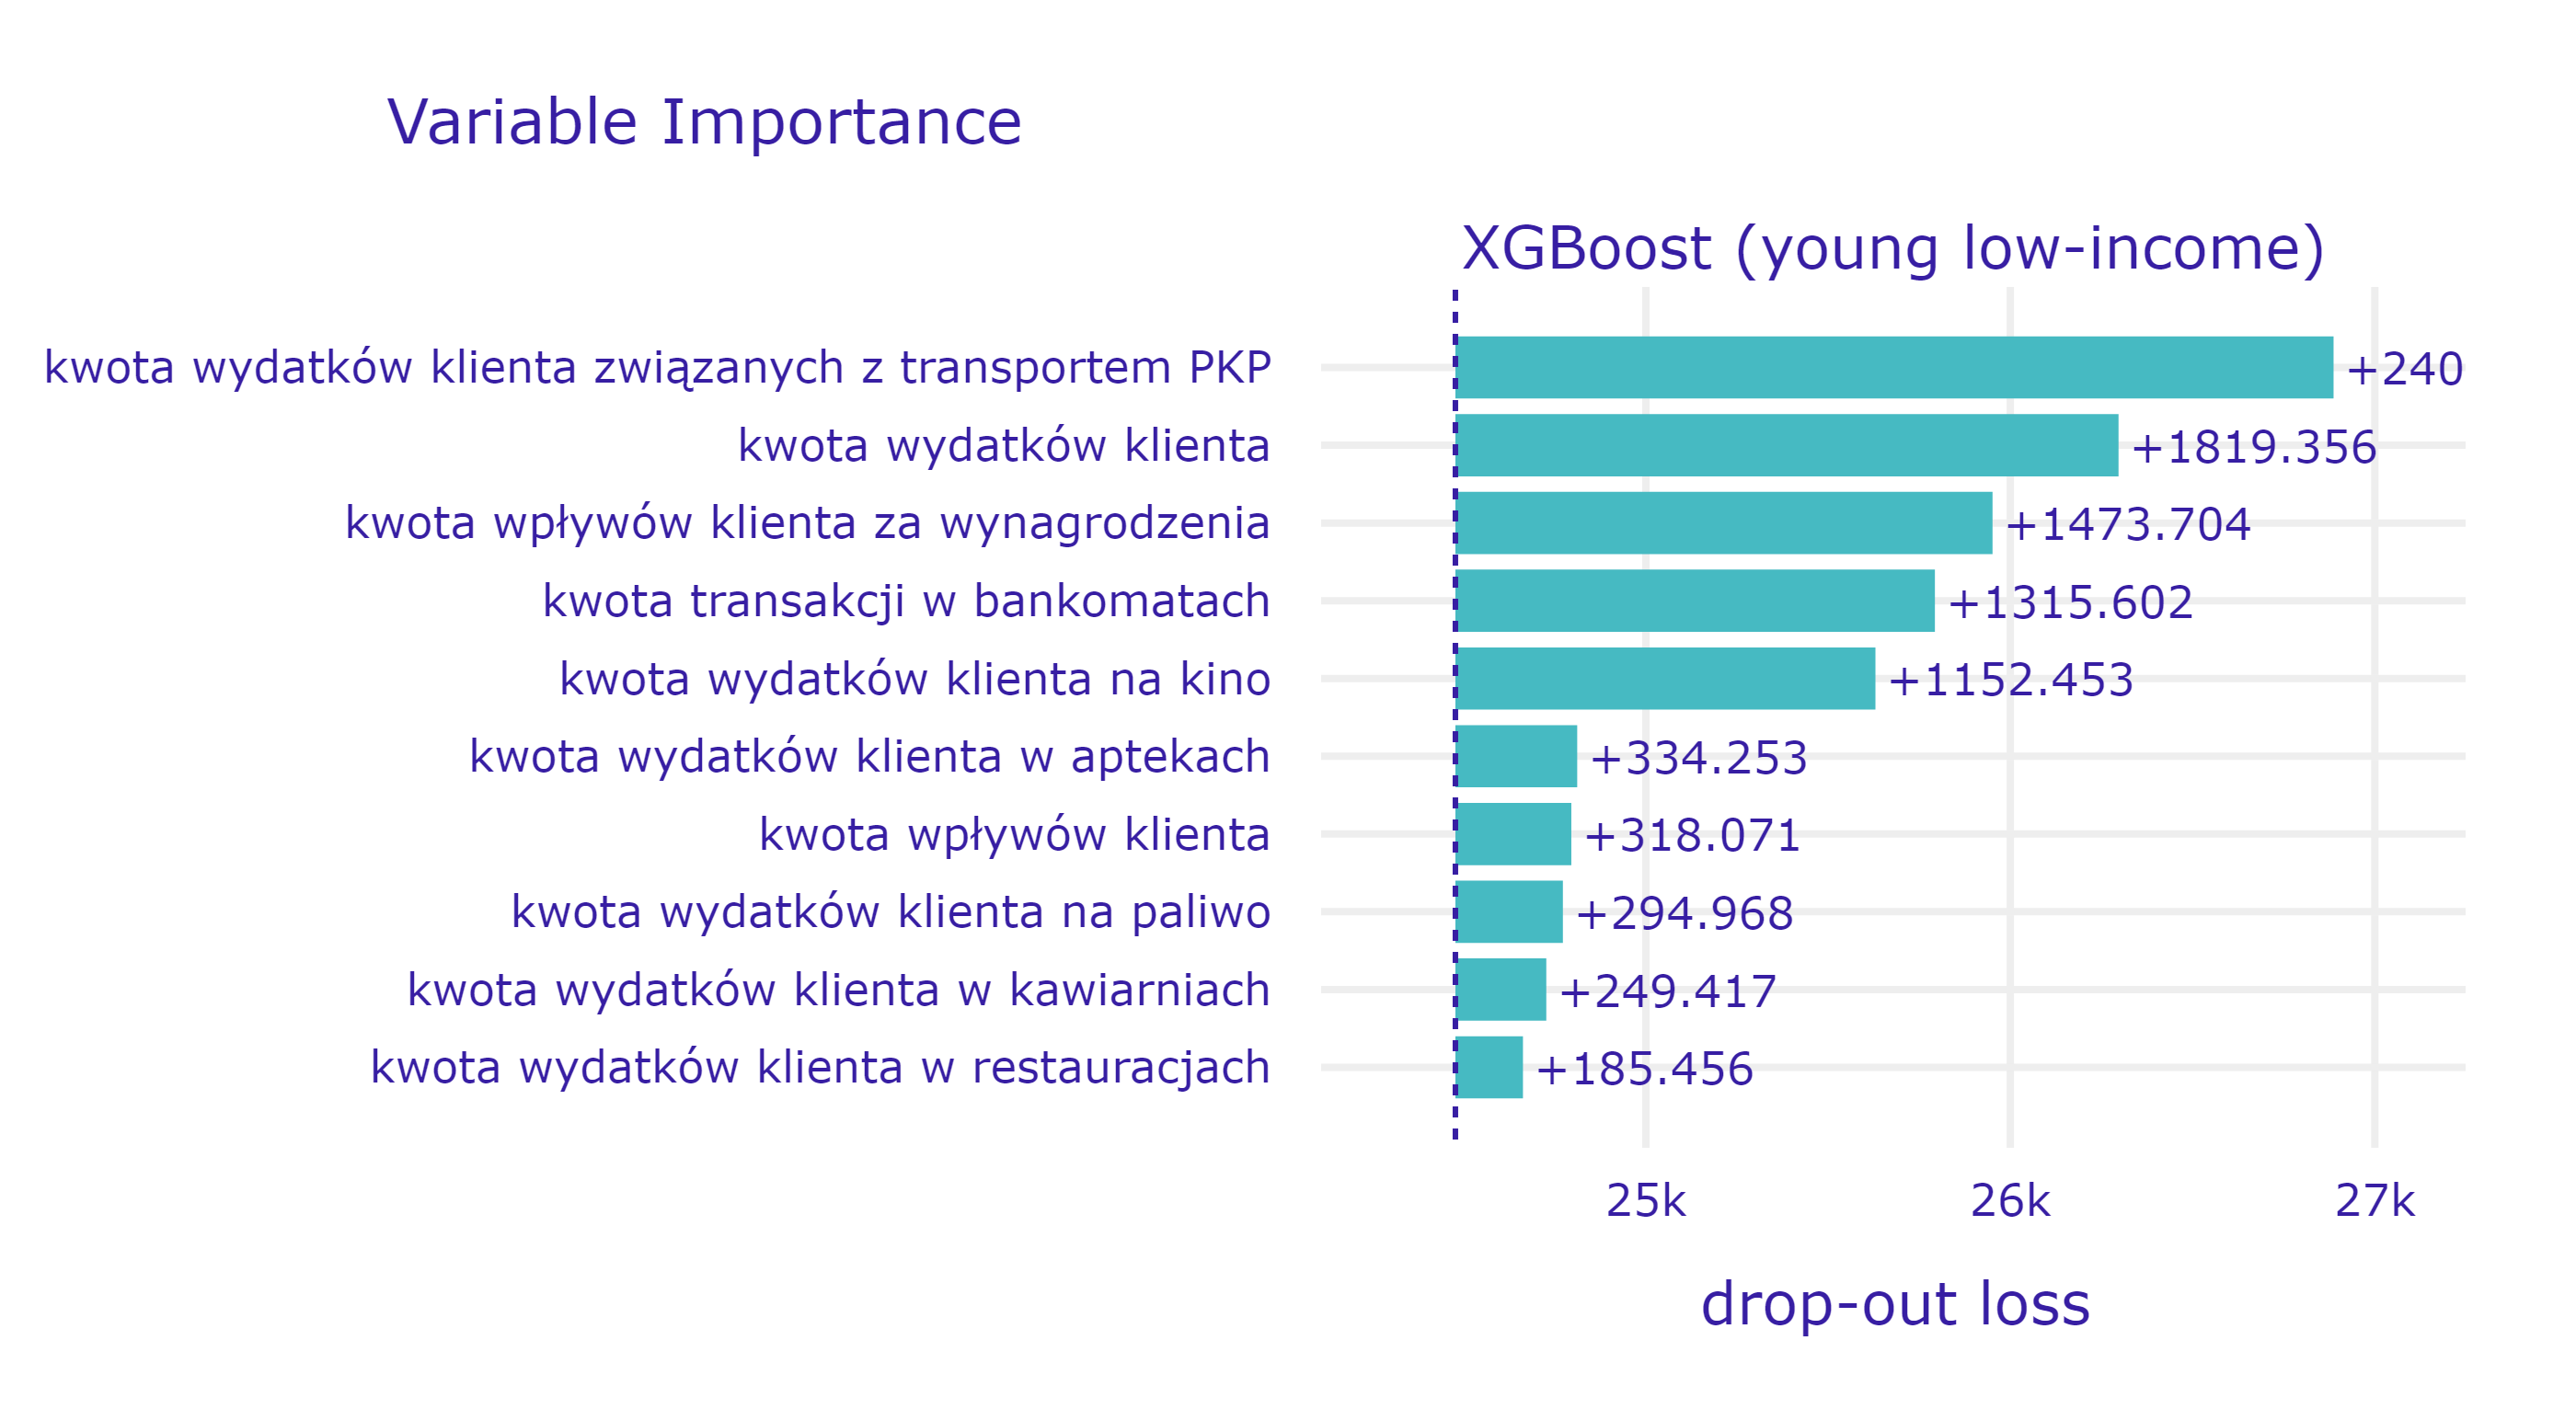 Variable Importance
XGBoost (young low-income)
kwota wydatków klienta związanych z transportem PKP +240
kwota wydatków klienta +1819.356
kwota wpływów klienta za wynagrodzenia +1473.704
kwota transakcji w bankomatach +1315.602
kwota wydatków klienta na kino +1152.453
kwota wydatków klienta w aptekach +334.253
kwota wpływów klienta +318.071
kwota wydatków klienta na paliwo +294.968
kwota wydatków klienta w kawiarniach +249.417
kwota wydatków klienta w restauracjach +185.456
25k 26k 27k
drop-out loss